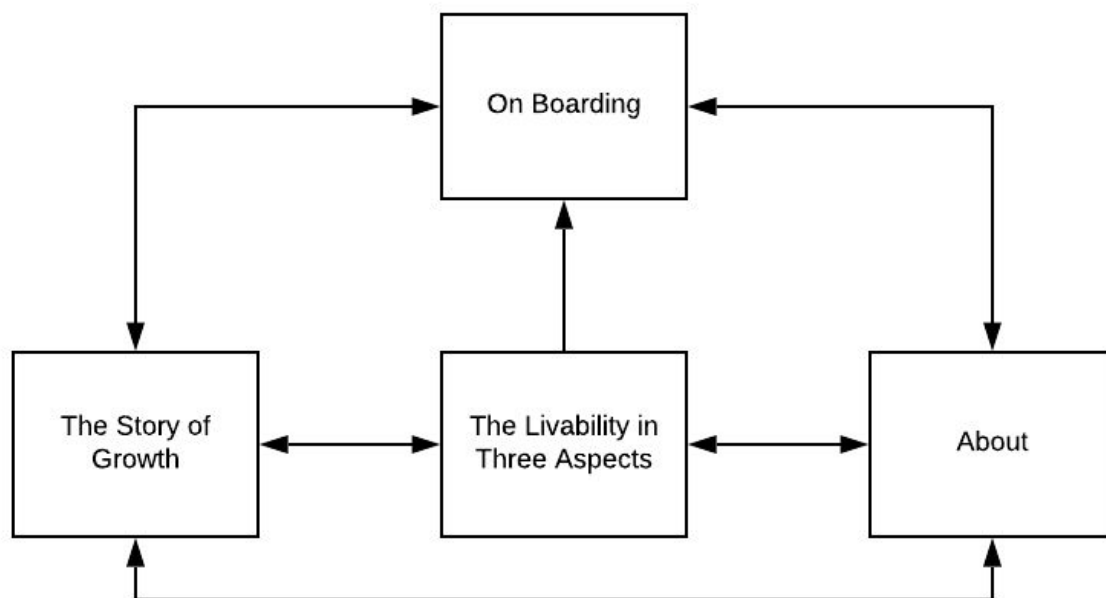 On Boarding
The Story of
Growth
The Livability in
Three Aspects
About